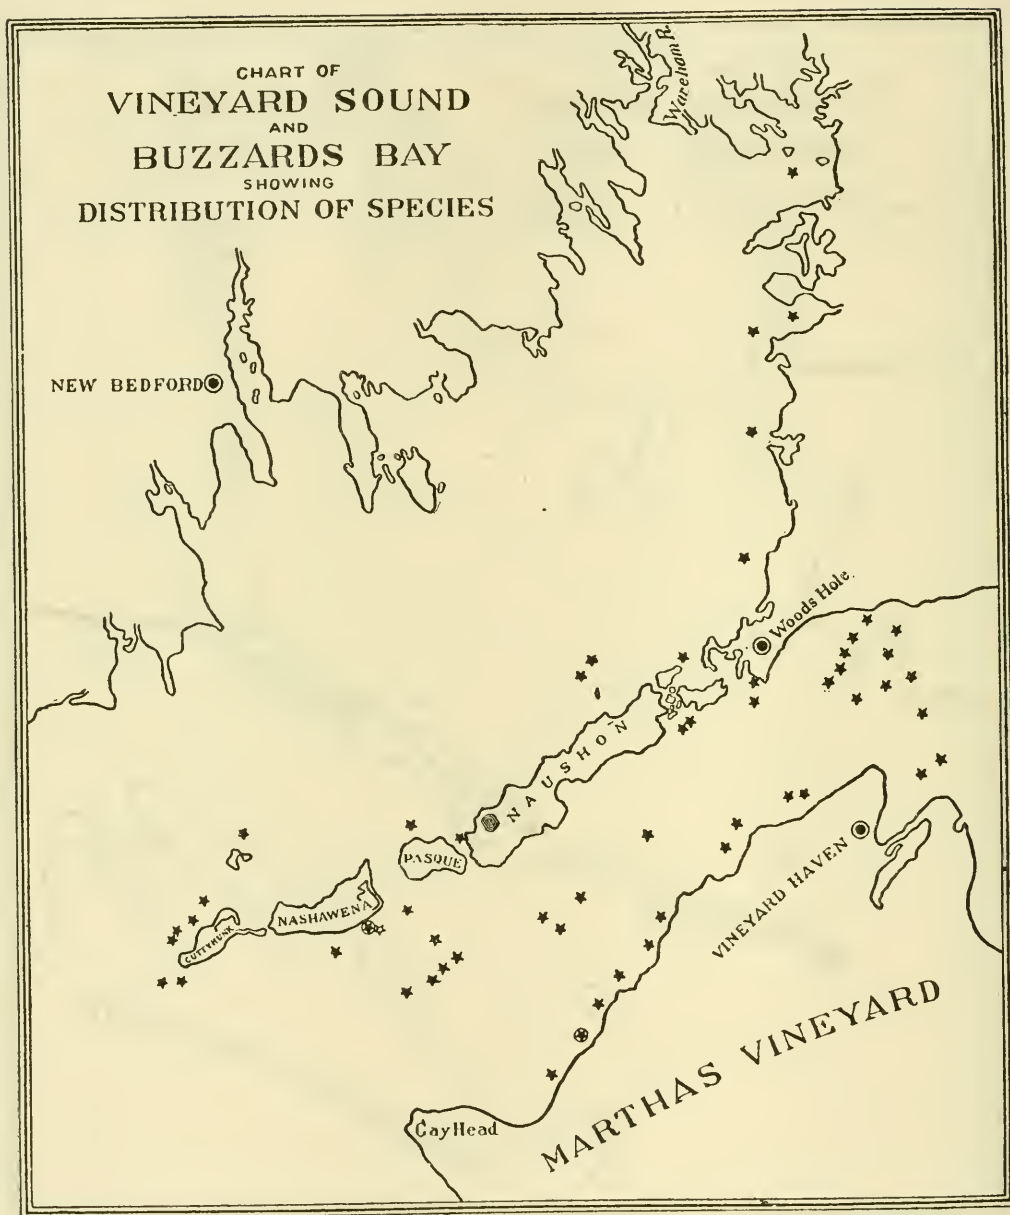 CHART OF
VINEYARD SOUND
AND
BUZZARDS BAY
SHOWING
DISTRIBUTION OF SPECIES
Wareham R.
NEW BEDFORD
Woods Hole.
NAUSHON
PASQUE
NASHAWENA
CUTTYHUNK
VINEYARD HAVEN
MARTHAS VINEYARD
Gay Head